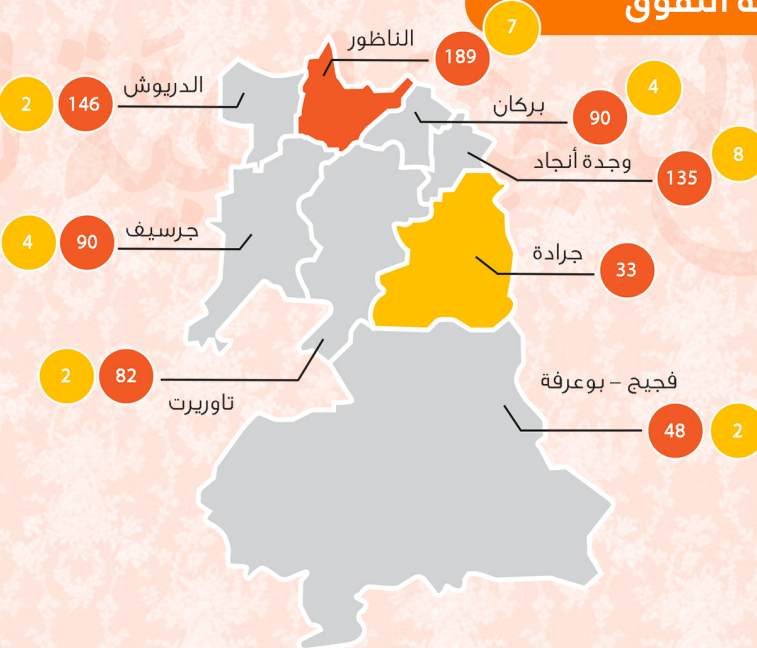 التفوق
7
الناظور
189
4
بركان
90
8
وجدة أنجاد
135
الدريوش
146
2
جرسيف
90
4
جرادة
33
82
2
تاوريرت
فجيج – بوعرفة
48
2